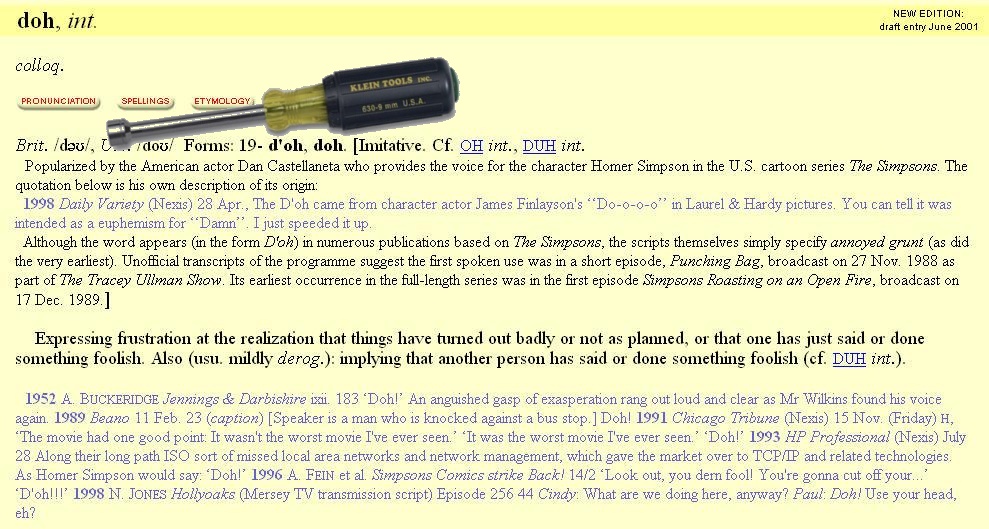 doh, int.
NEW EDITION:
draft entry June 2001
colloq.
PRONUNCIATION SPELLINGS ETYMOLOGY
KLEIN TOOLS INC.
630-9 mm U.S.A.
Brit. /dəʊ/, U. /doʊ/ Forms: 19- d'oh, doh. [Imitative. Cf. OH int., DUH int.
Popularized by the American actor Dan Castellaneta who provides the voice for the character Homer Simpson in the U.S. cartoon series The Simpsons. The
quotation below is his own description of its origin:
1998 Daily Variety (Nexis) 28 Apr., The D'oh came from character actor James Finlayson's ‘‘Do-o-o-o’’ in Laurel & Hardy pictures. You can tell it was
intended as a euphemism for ‘‘Damn’’. I just speeded it up.
Although the word appears (in the form D'oh) in numerous publications based on The Simpsons, the scripts themselves simply specify annoyed grunt (as did
the very earliest). Unofficial transcripts of the programme suggest the first spoken use was in a short episode, Punching Bag, broadcast on 27 Nov. 1988 as
part of The Tracey Ullman Show. Its earliest occurrence in the full-length series was in the first episode Simpsons Roasting on an Open Fire, broadcast on
17 Dec. 1989.]
Expressing frustration at the realization that things have turned out badly or not as planned, or that one has just said or done
something foolish. Also (usu. mildly derog.): implying that another person has said or done something foolish (cf. DUH int.).
1952 A. BUCKERIDGE Jennings & Darbishire ixii. 183 ‘Doh!’ An anguished gasp of exasperation rang out loud and clear as Mr Wilkins found his voice
again. 1989 Beano 11 Feb. 23 (caption) [Speaker is a man who is knocked against a bus stop.] Doh! 1991 Chicago Tribune (Nexis) 15 Nov. (Friday) H,
‘The movie had one good point: It wasn't the worst movie I've ever seen.’ ‘It was the worst movie I've ever seen.’ ‘Doh!’ 1993 HP Professional (Nexis) July
28 Along their long path ISO sort of missed local area networks and network management, which gave the market over to TCP/IP and related technologies.
As Homer Simpson would say: ‘Doh!’ 1996 A. FEIN et al. Simpsons Comics strike Back! 14/2 ‘Look out, you dern fool! You're gonna cut off your...’
‘D'oh!!!’ 1998 N. JONES Hollyoaks (Mersey TV transmission script) Episode 256 44 Cindy: What are we doing here, anyway? Paul: Doh! Use your head,
eh?